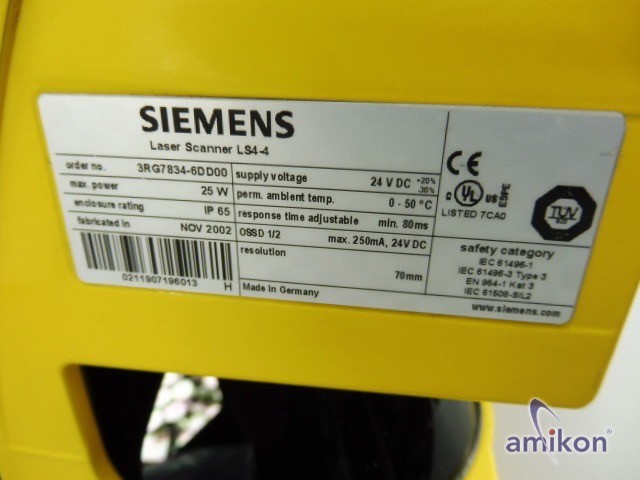 SIEMENS
Laser Scanner LS4-4
order no. 3RG7834-6DD00
max. power 25 W
enclosure rating IP 65
fabricated in NOV 2002
0211907196013 H
supply voltage 24 V DC +20% -30%
perm. ambient temp. 0 - 50 °C
response time adjustable min. 80ms
OSSD 1/2 max. 250mA, 24V DC
resolution
70mm
Made in Germany
CE
C UL US
LISTED 7CA0
TÜV
safety category
IEC 61496-1
IEC 61496-3 Type 3
EN 954-1 Kat 3
IEC 61508-SIL2
www.siemens.com
amikon